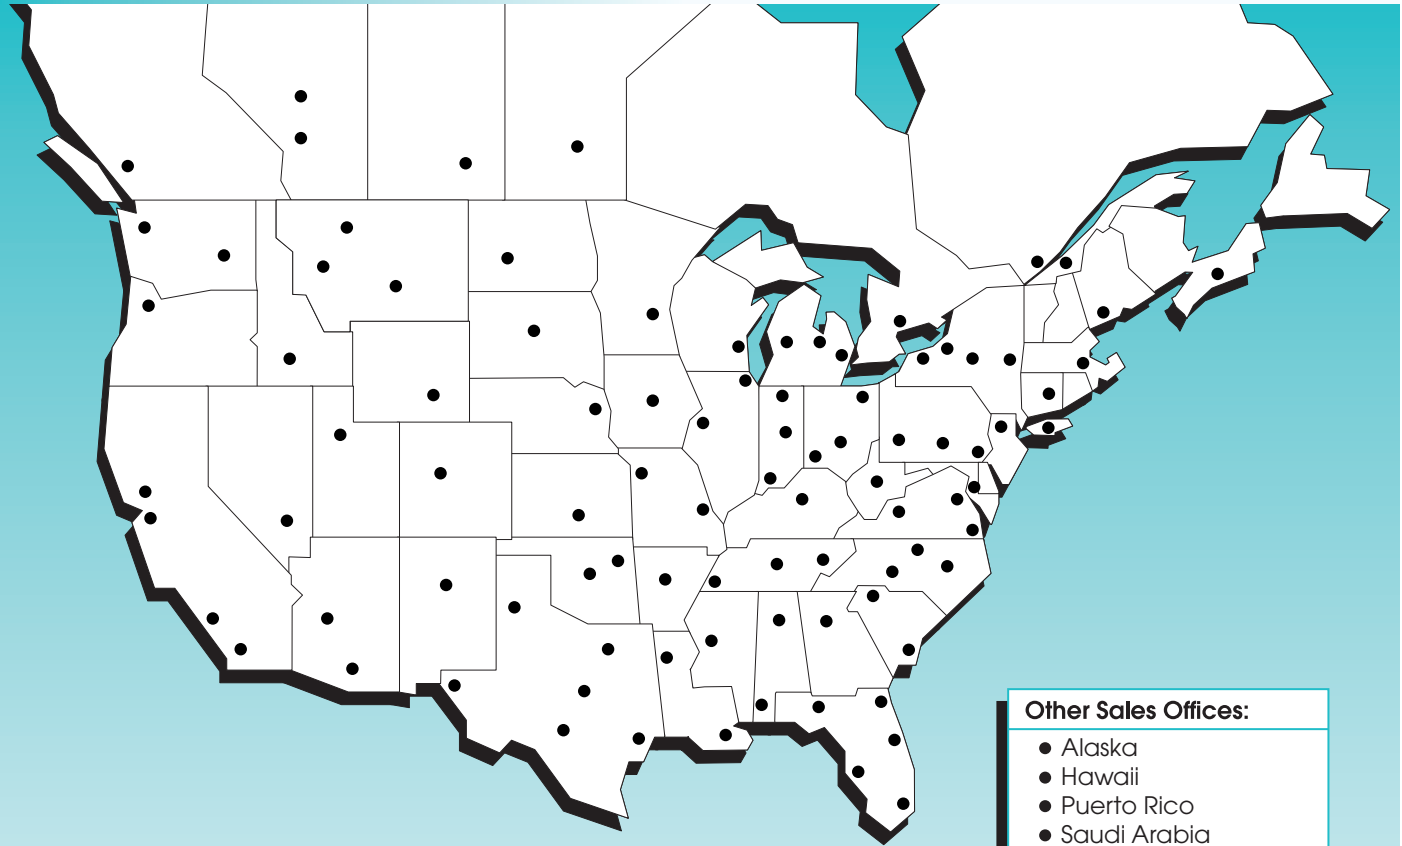 Other Sales Offices:
● Alaska
● Hawaii
● Puerto Rico
● Saudi Arabia